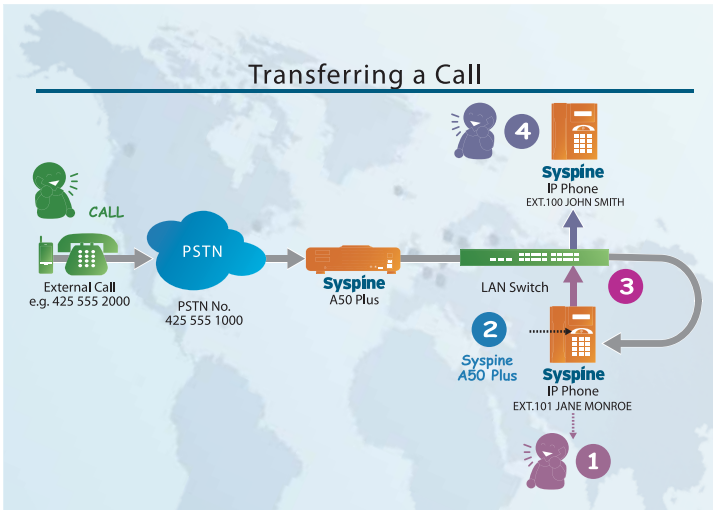 Transferring a Call
4
Syspine
IP Phone
EXT.100 JOHN SMITH
CALL
External Call
e.g. 425 555 2000
PSTN
PSTN No.
425 555 1000
Syspine
A50 Plus
LAN Switch
3
2
Syspine
A50 Plus
Syspine
IP Phone
EXT.101 JANE MONROE
1